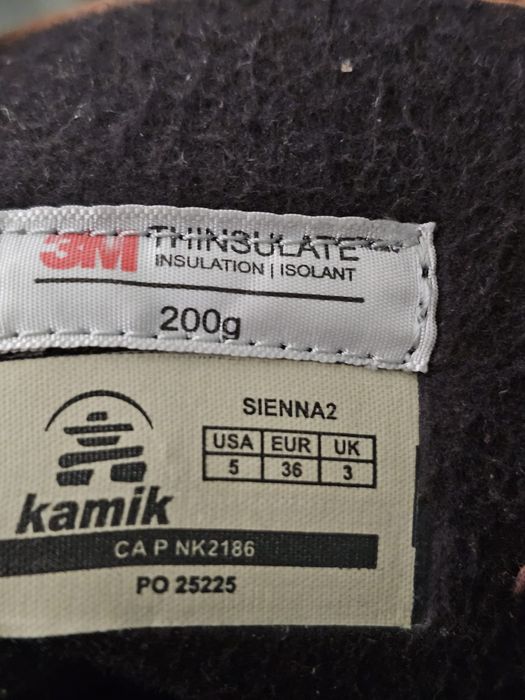 3M THINSULATE
INSULATION | ISOLANT
200g
SIENNA2
USA EUR UK
5 36 3
kamik
CA P NK2186
PO 25225